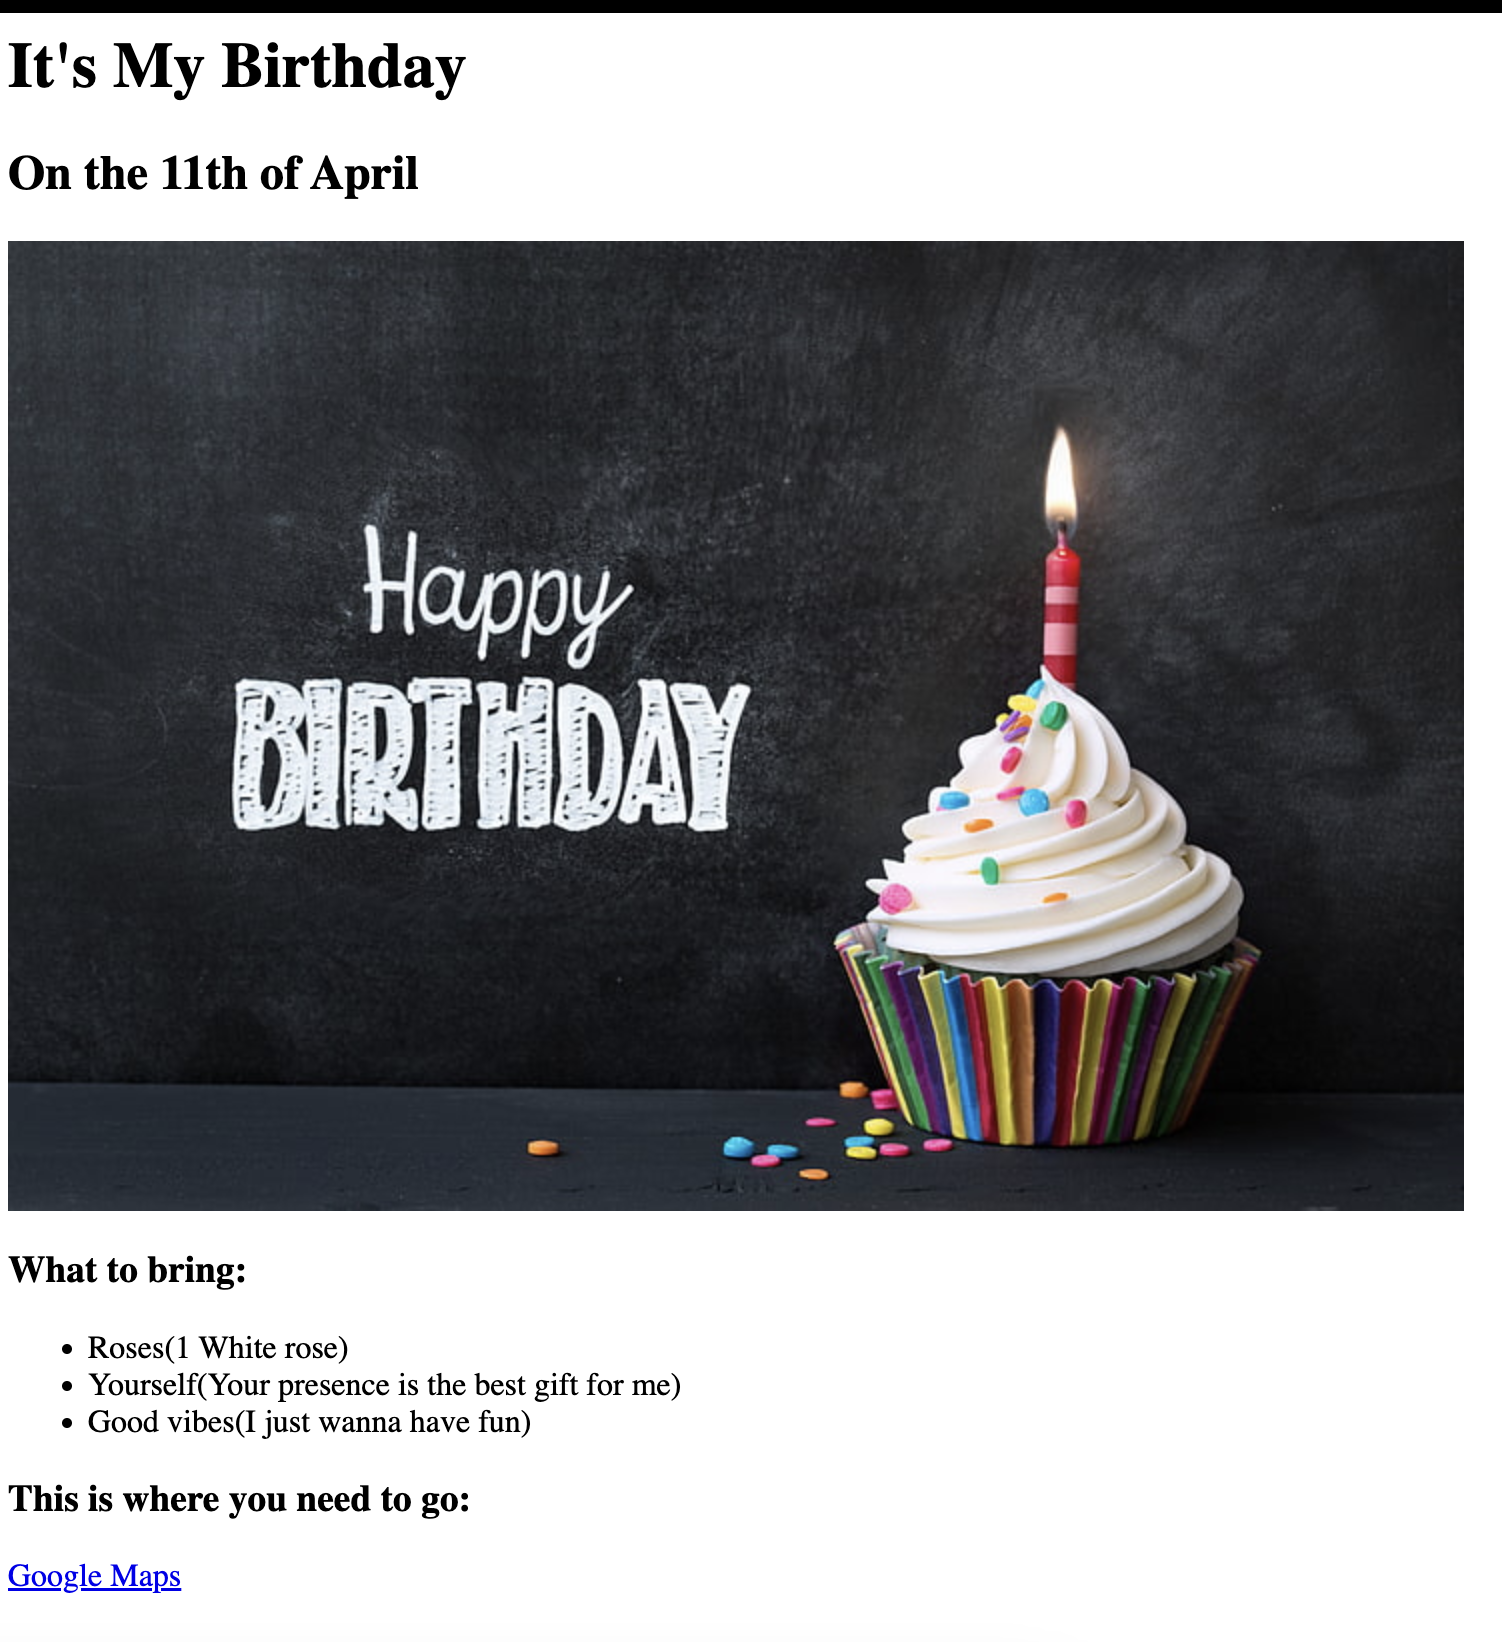 It's My Birthday
On the 11th of April
Happy
BIRTHDAY
What to bring:
Roses(1 White rose)
Yourself(Your presence is the best gift for me)
Good vibes(I just wanna have fun)
This is where you need to go:
Google Maps